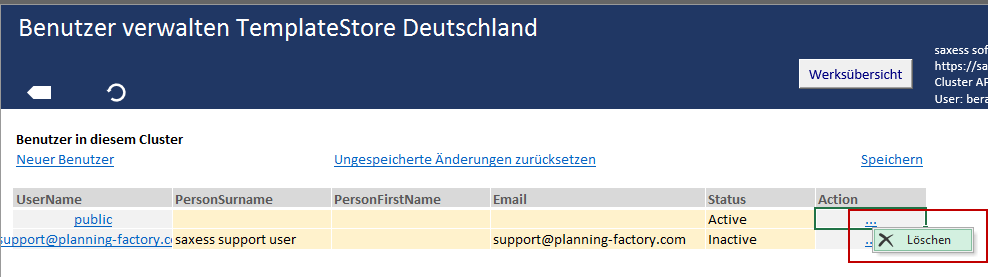 Benutzer verwalten TemplateStore Deutschland
saxess sof
Werksübersicht
https://sa
Cluster AP
User: bera
Benutzer in diesem Cluster
Neuer Benutzer Ungespeicherte Änderungen zurücksetzen Speichern
UserName PersonSurname PersonFirstName Email Status Action
public Active ...
support@planning-factory.co saxess support user support@planning-factory.com Inactive ..
Löschen